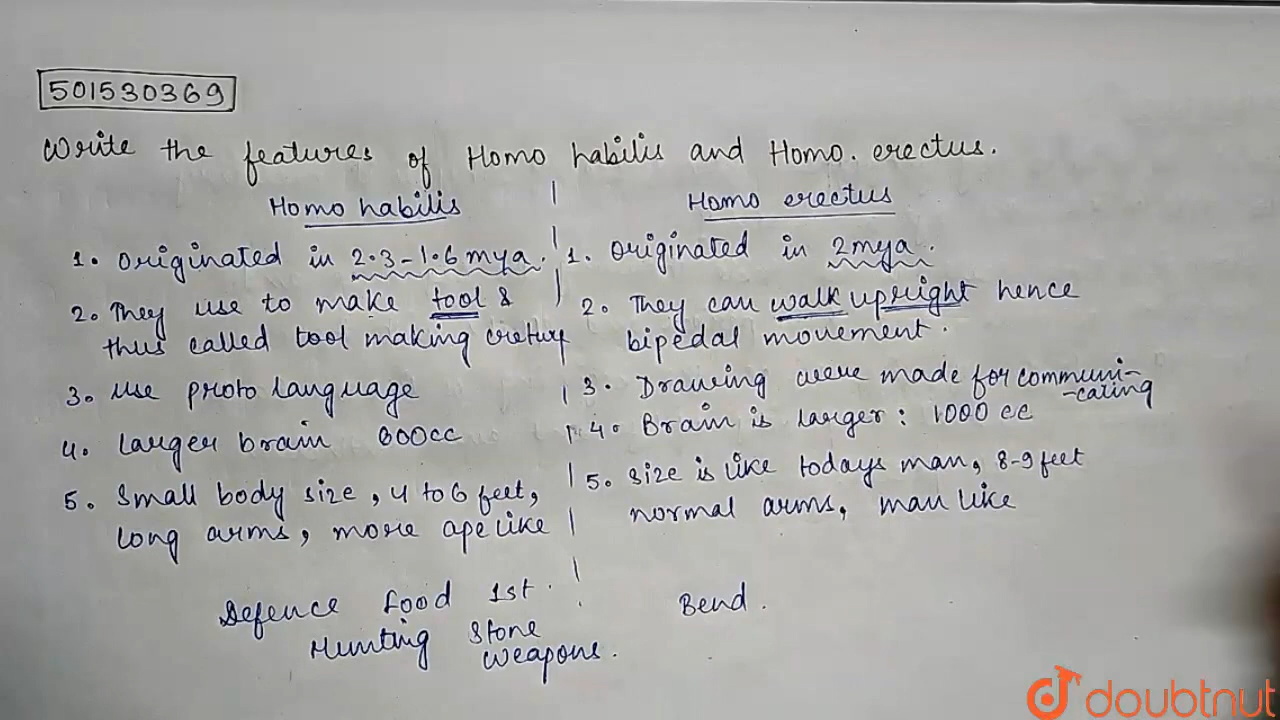 501530369
Write the features of Homo habilis and Homo. erectus.
Homo habilis
1. Originated in 2.3-1.6 mya.
2. They use to make tool &
thus called tool making creture
3. Use proto language
4. Larger brain 600cc
5. Small body size, 4 to 6 feet,
long arms, more ape like
Defence Food 1st.
Hunting Stone
weapons.
Homo erectus
1. Originated in 2mya.
2. They can walk upright hence
bipedal movement.
3. Drawing were made for communi-
-cating
4. Brain is larger: 1000 cc
5. Size is like todays man, 8-9 feet
normal arms, man like
Bend.
doubtnut